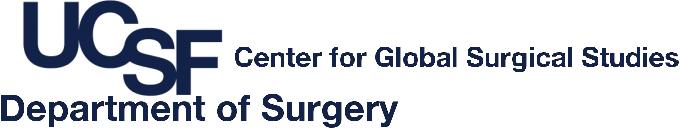 UCSF Center for Global Surgical Studies
Department of Surgery